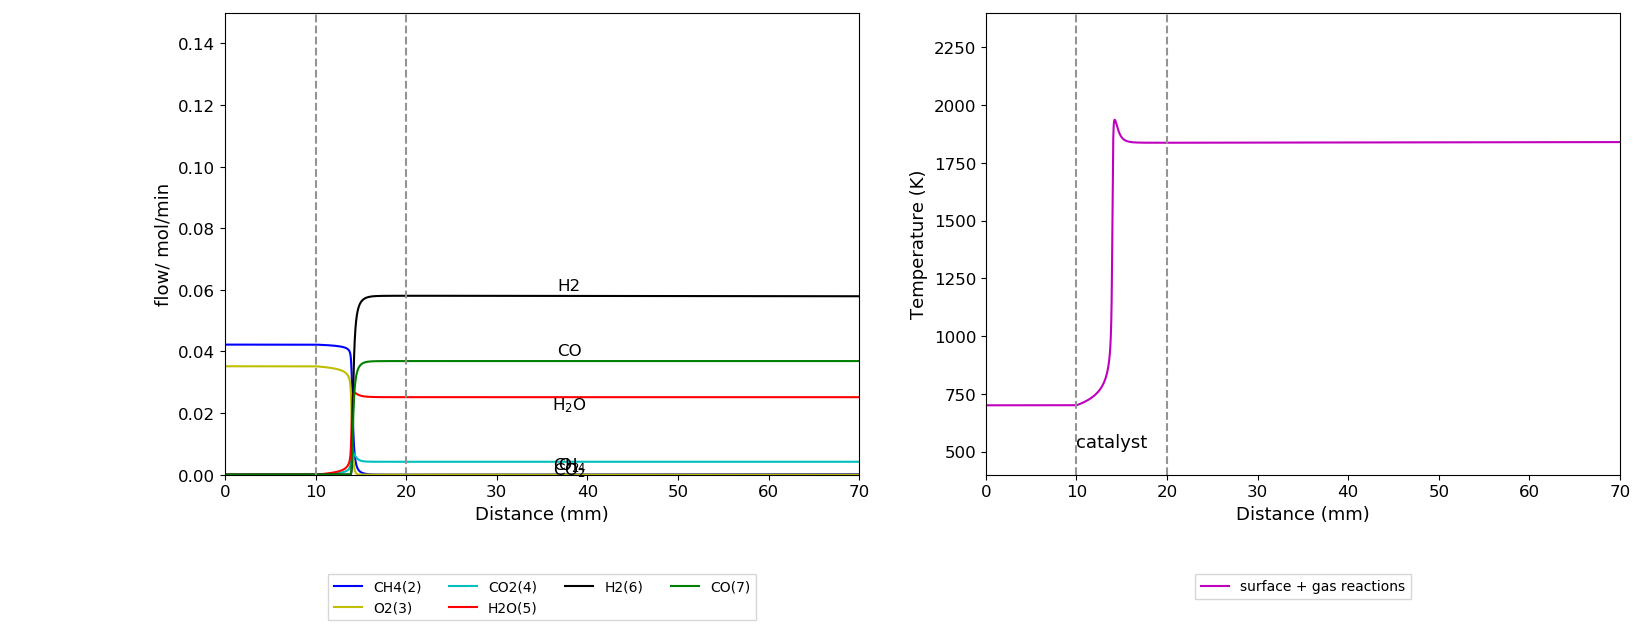 0.14
0.12
0.10
0.08
0.06
0.04
0.02
0.00
flow/ mol/min
H2
CO
H₂O
0 10 20 30 40 50 60 70
Distance (mm)
CH4(2) CO2(4) H2(6) CO(7)
O2(3) H2O(5)
2250
2000
1750
1500
1250
1000
750
500
Temperature (K)
catalyst
0 10 20 30 40 50 60 70
Distance (mm)
surface + gas reactions